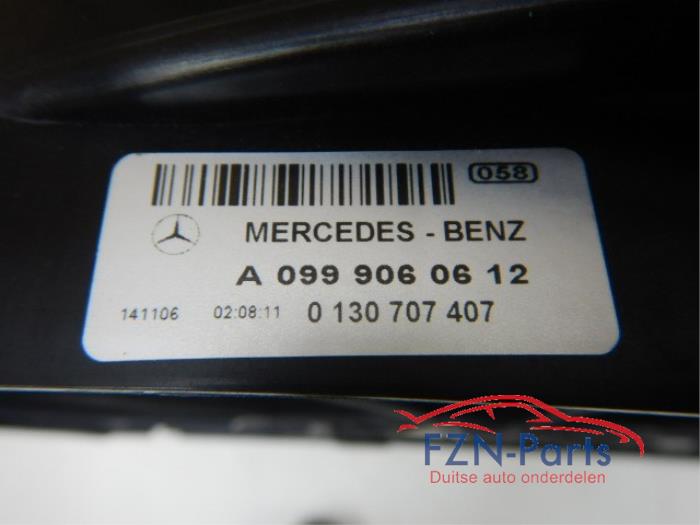 058
MERCEDES - BENZ
A 099 906 06 12
141106 02:08:11 0 130 707 407
FZN-Parts
Duitse auto onderdelen